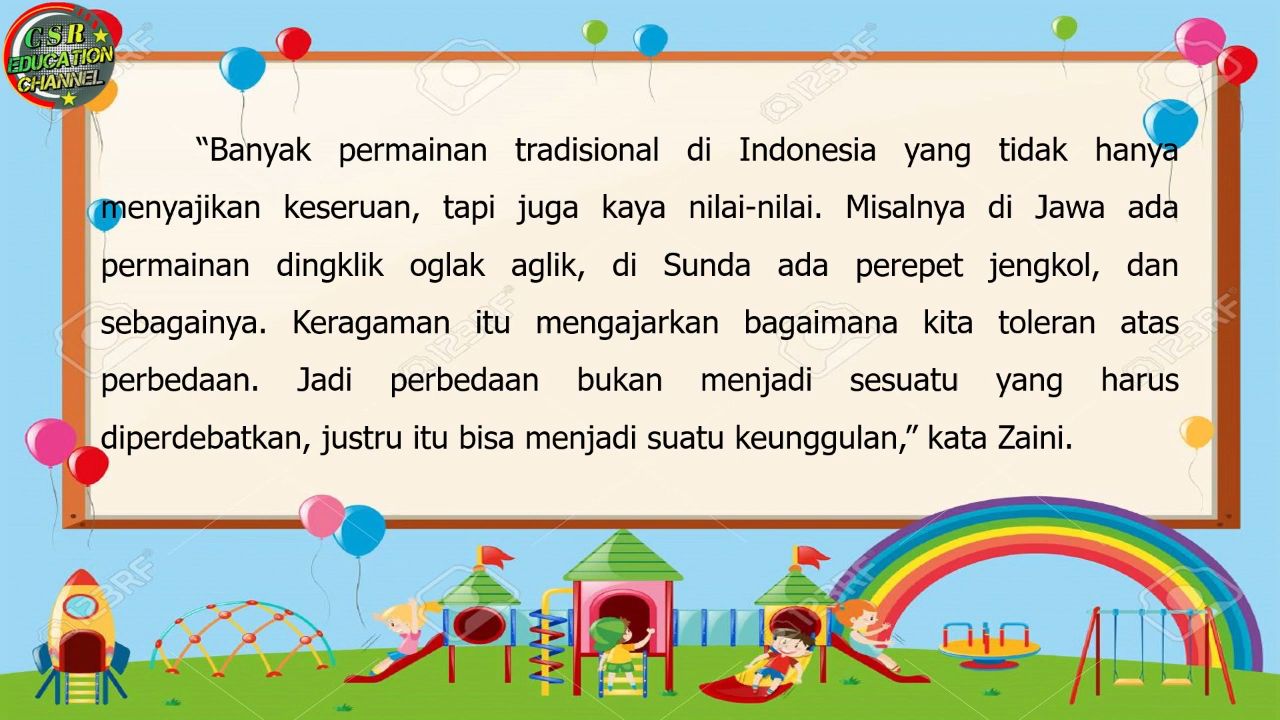 CSR
EDUCATION
CHANNEL
“Banyak permainan tradisional di Indonesia yang tidak hanya
menyajikan keseruan, tapi juga kaya nilai-nilai. Misalnya di Jawa ada
permainan dingklik oglak aglik, di Sunda ada perepet jengkol, dan
sebagainya. Keragaman itu mengajarkan bagaimana kita toleran atas
perbedaan. Jadi perbedaan bukan menjadi sesuatu yang harus
diperdebatkan, justru itu bisa menjadi suatu keunggulan,” kata Zaini.
123RF